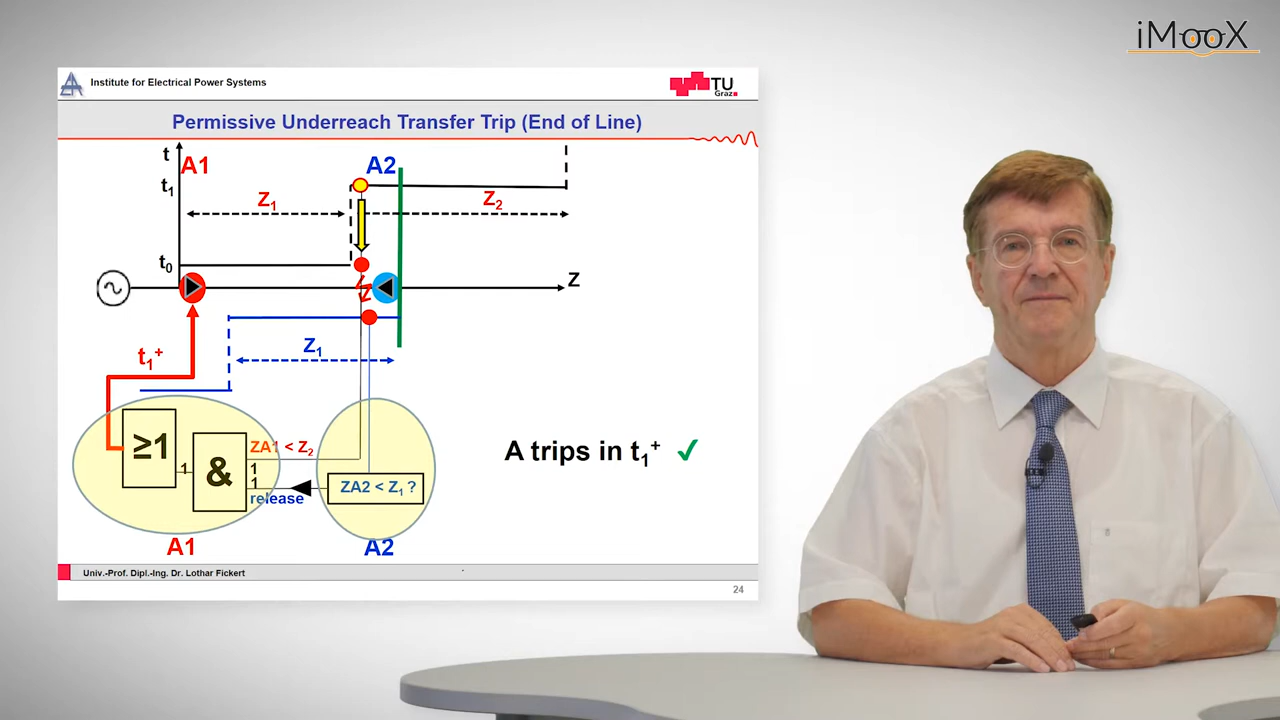 iMooX
Institute for Electrical Power Systems
TU
Graz
Permissive Underreach Transfer Trip (End of Line)
t
A1
A2
t1
Z1
Z2
t0
Z
Z1
t1+
≥1
&
1
ZA1 < Z2
1
1
release
ZA2 < Z1 ?
A trips in t1+ ✓
A1
A2
Univ.-Prof. Dipl.-Ing. Dr. Lothar Fickert
24